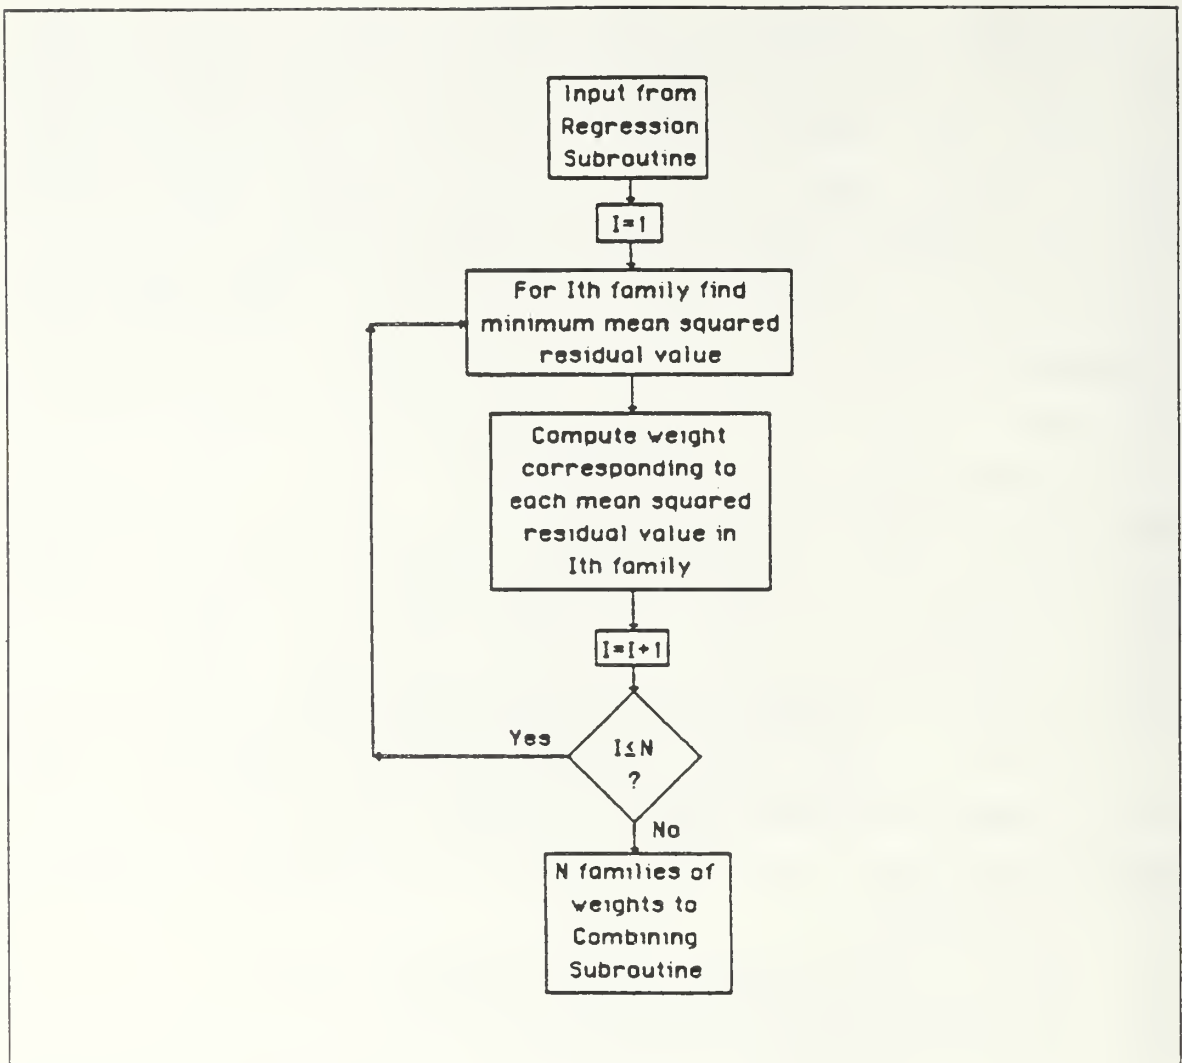 Input from
Regression
Subroutine
I=1
For Ith family find
minimum mean squared
residual value
Compute weight
corresponding to
each mean squared
residual value in
Ith family
I=I+1
Yes
I≤N
?
No
N families of
weights to
Combining
Subroutine